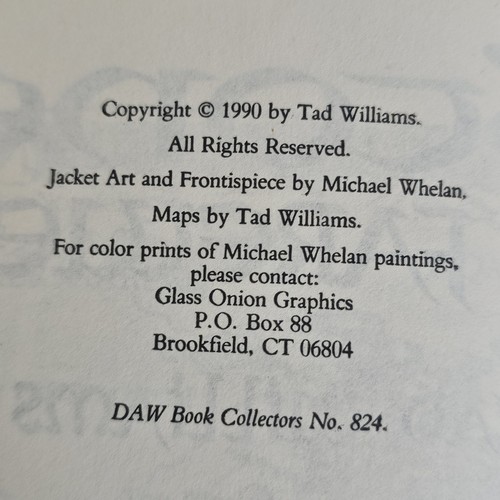 Copyright © 1990 by Tad Williams.
All Rights Reserved.
Jacket Art and Frontispiece by Michael Whelan.
Maps by Tad Williams.
For color prints of Michael Whelan paintings,
please contact:
Glass Onion Graphics
P.O. Box 88
Brookfield, CT 06804
DAW Book Collectors No. 824.